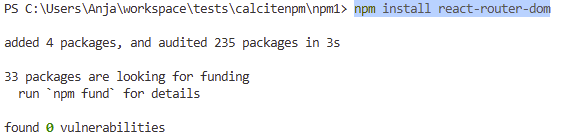 PS C:\Users\Anja\workspace\tests\calcitenpm\npm1> npm install react-router-dom
added 4 packages, and audited 235 packages in 3s
33 packages are looking for funding
  run `npm fund` for details
found 0 vulnerabilities